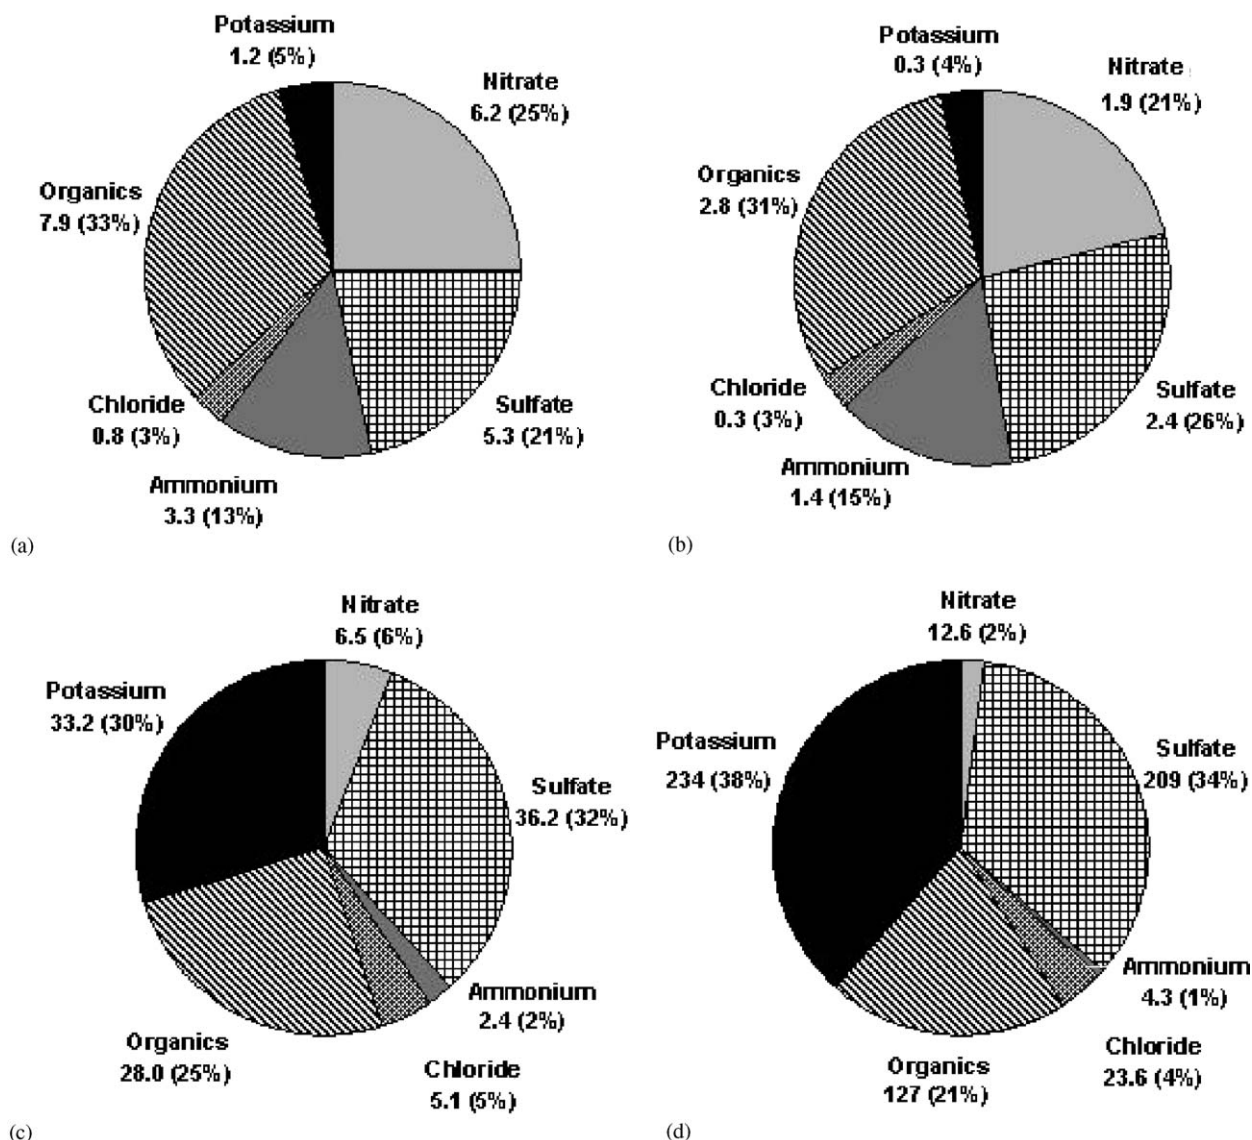 Potassium
1.2 (5%)
Nitrate
6.2 (25%)
Organics
7.9 (33%)
Chloride
0.8 (3%)
Sulfate
5.3 (21%)
Ammonium
3.3 (13%)
(a)
Potassium
0.3 (4%)
Nitrate
1.9 (21%)
Organics
2.8 (31%)
Chloride
0.3 (3%)
Sulfate
2.4 (26%)
Ammonium
1.4 (15%)
(b)
Nitrate
6.5 (6%)
Potassium
33.2 (30%)
Sulfate
36.2 (32%)
Ammonium
2.4 (2%)
Organics
28.0 (25%)
Chloride
5.1 (5%)
(c)
Nitrate
12.6 (2%)
Potassium
234 (38%)
Sulfate
209 (34%)
Ammonium
4.3 (1%)
Chloride
23.6 (4%)
Organics
127 (21%)
(d)